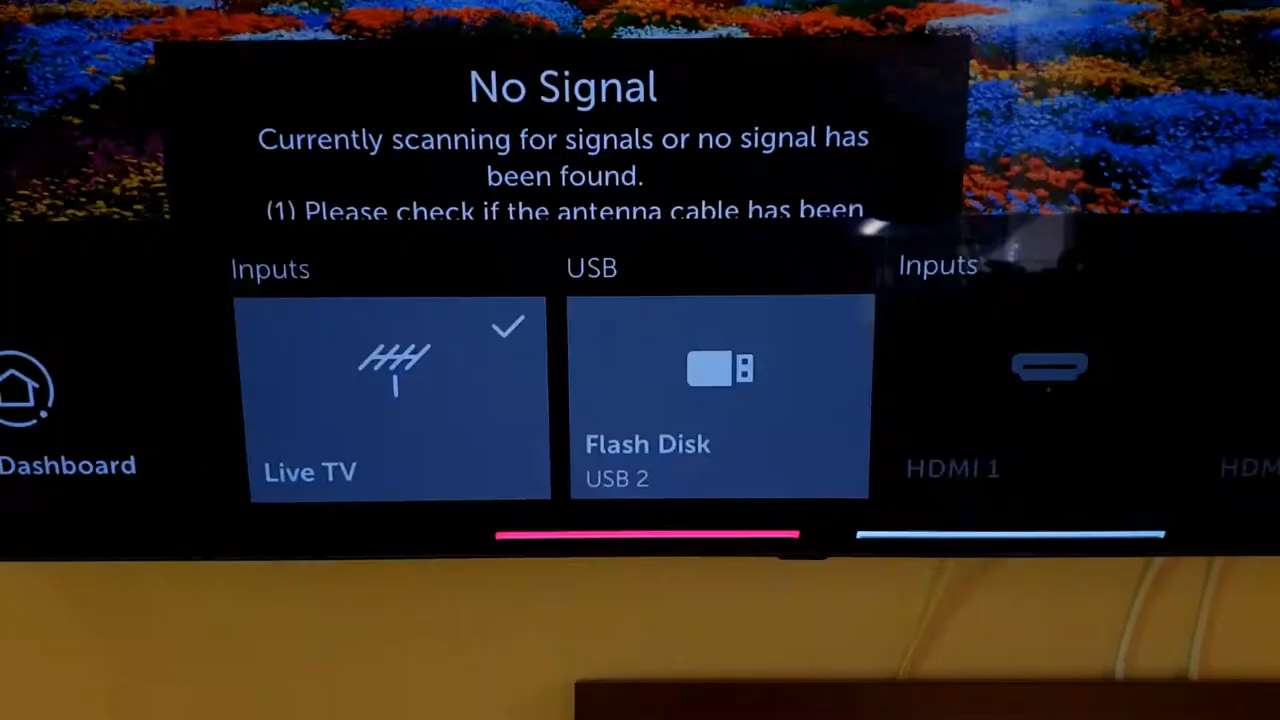 No Signal
Currently scanning for signals or no signal has
been found.
(1) Please check if the antenna cable has been
Inputs
USB
Inputs
Dashboard
Live TV
Flash Disk
USB 2
HDMI 1
HDM